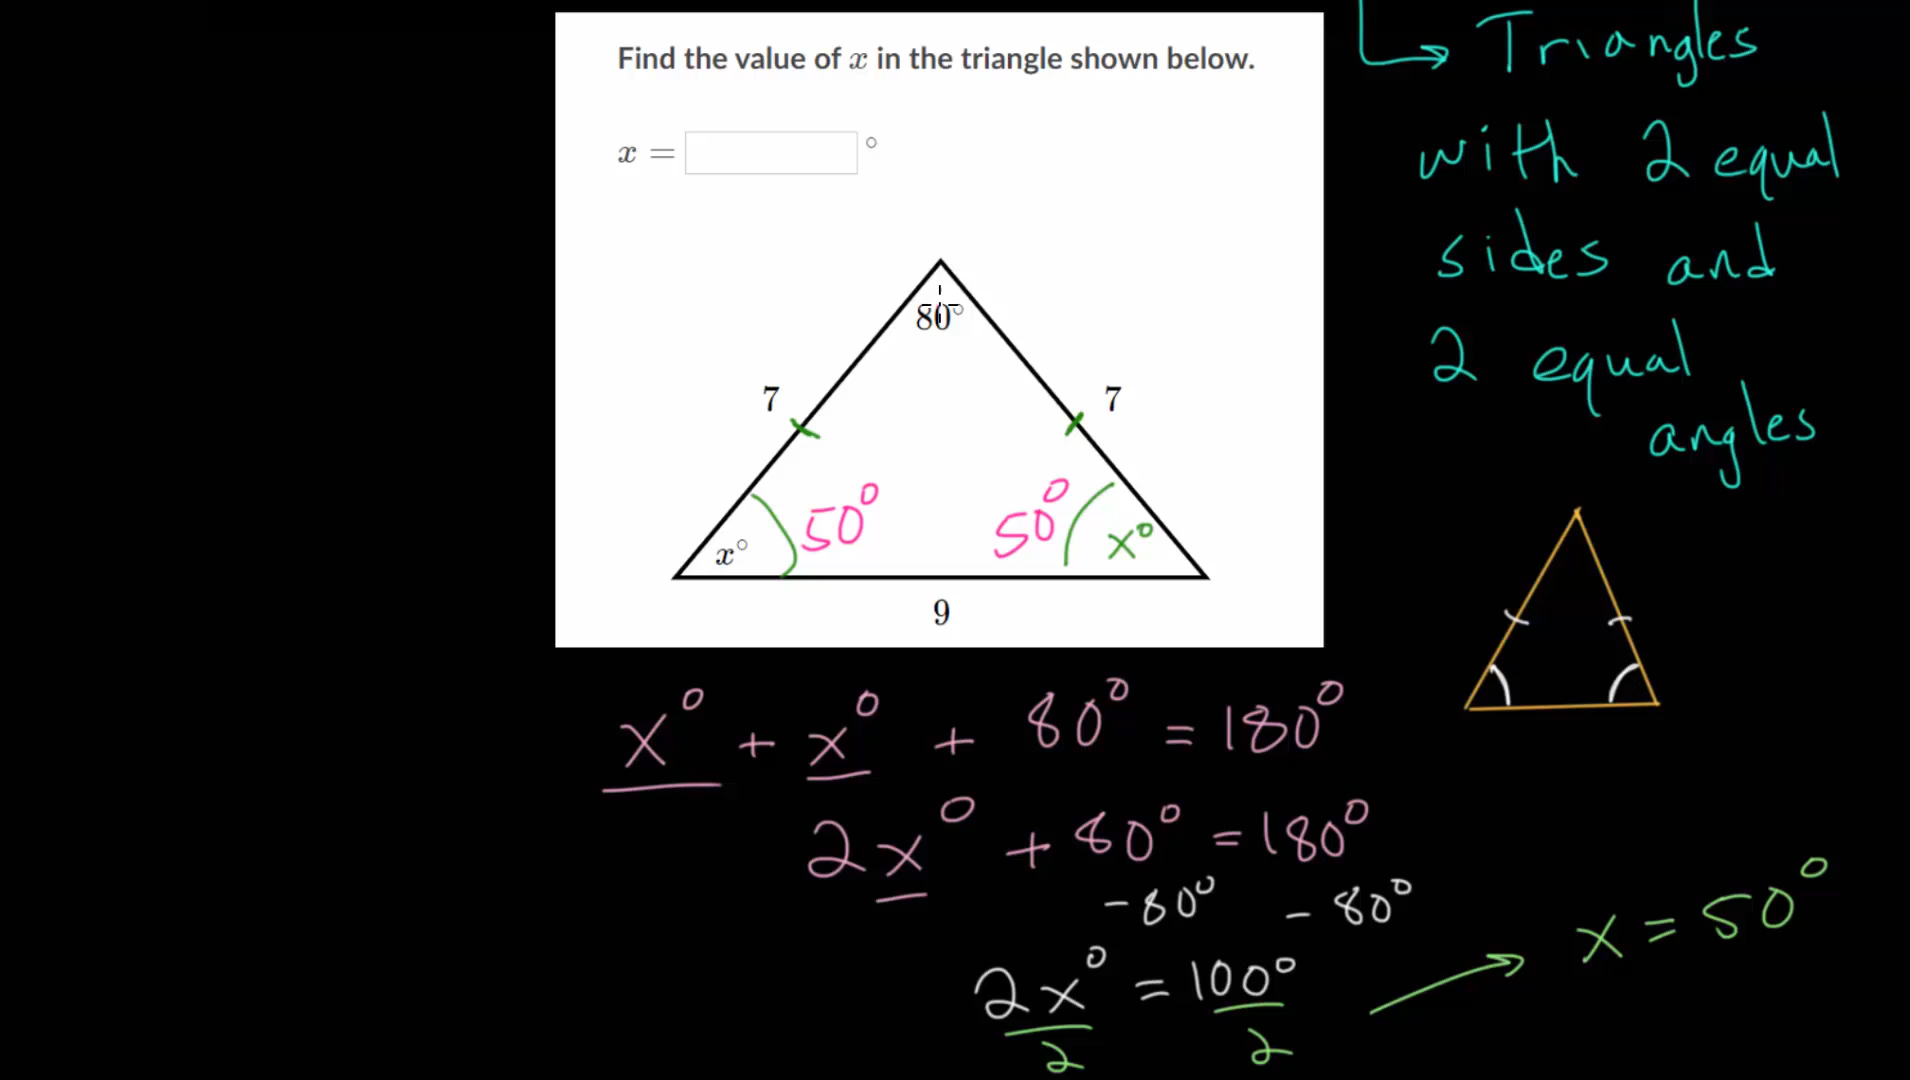 Find the value of x in the triangle shown below.
x = °
80°
7
7
50°
50°
x°
x°
9
Triangles
with 2 equal
sides and
2 equal
angles
x° + x° + 80° = 180°
2x° + 80° = 180°
-80° - 80°
2x° = 100°
2 2
x = 50°